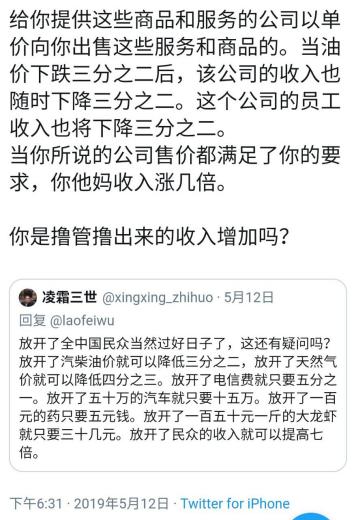 给你提供这些商品和服务的公司以单
价向你出售这些服务和商品的。当油
价下跌三分之二后，该公司的收入也
随时下降三分之二。这个公司的员工
收入也将下降三分之二。
当你所说的公司售价都满足了你的要
求，你他妈收入涨几倍。
你是撸管撸出来的收入增加吗？
凌霜三世 @xingxing_zhihuo · 5月12日
回复 @laofeiwu
放开了全中国民众当然过好日子了，这还有疑问吗？
放开了汽柴油价就可以降低三分之二，放开了天然气
价就可以降低四分之三。放开了电信费就只要五分之
一。放开了五十万的汽车就只要十五万。放开了一百
元的药只要五元钱。放开了一百五十元一斤的大龙虾
就只要三十几元。放开了民众的收入就可以提高七
倍。
下午6:31 · 2019年5月12日 · Twitter for iPhone